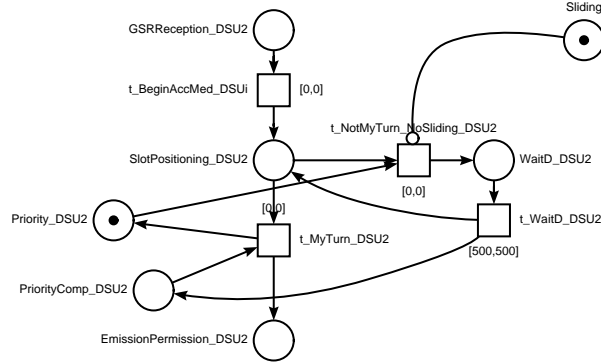 Sliding
GSRReception_DSU2
t_BeginAccMed_DSUi
[0,0]
t_NotMyTurn_NoSliding_DSU2
SlotPositioning_DSU2
WaitD_DSU2
[0,0]
Priority_DSU2
[0,0]
t_WaitD_DSU2
t_MyTurn_DSU2
[500,500]
PriorityComp_DSU2
EmissionPermission_DSU2